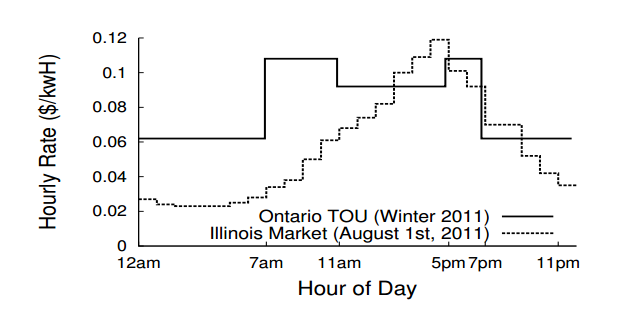 Hourly Rate ($/kwH)
0.12
0.1
0.08
0.06
0.04
0.02
0
Ontario TOU (Winter 2011)
Illinois Market (August 1st, 2011)
12am 7am 11am 5pm 7pm 11pm
Hour of Day